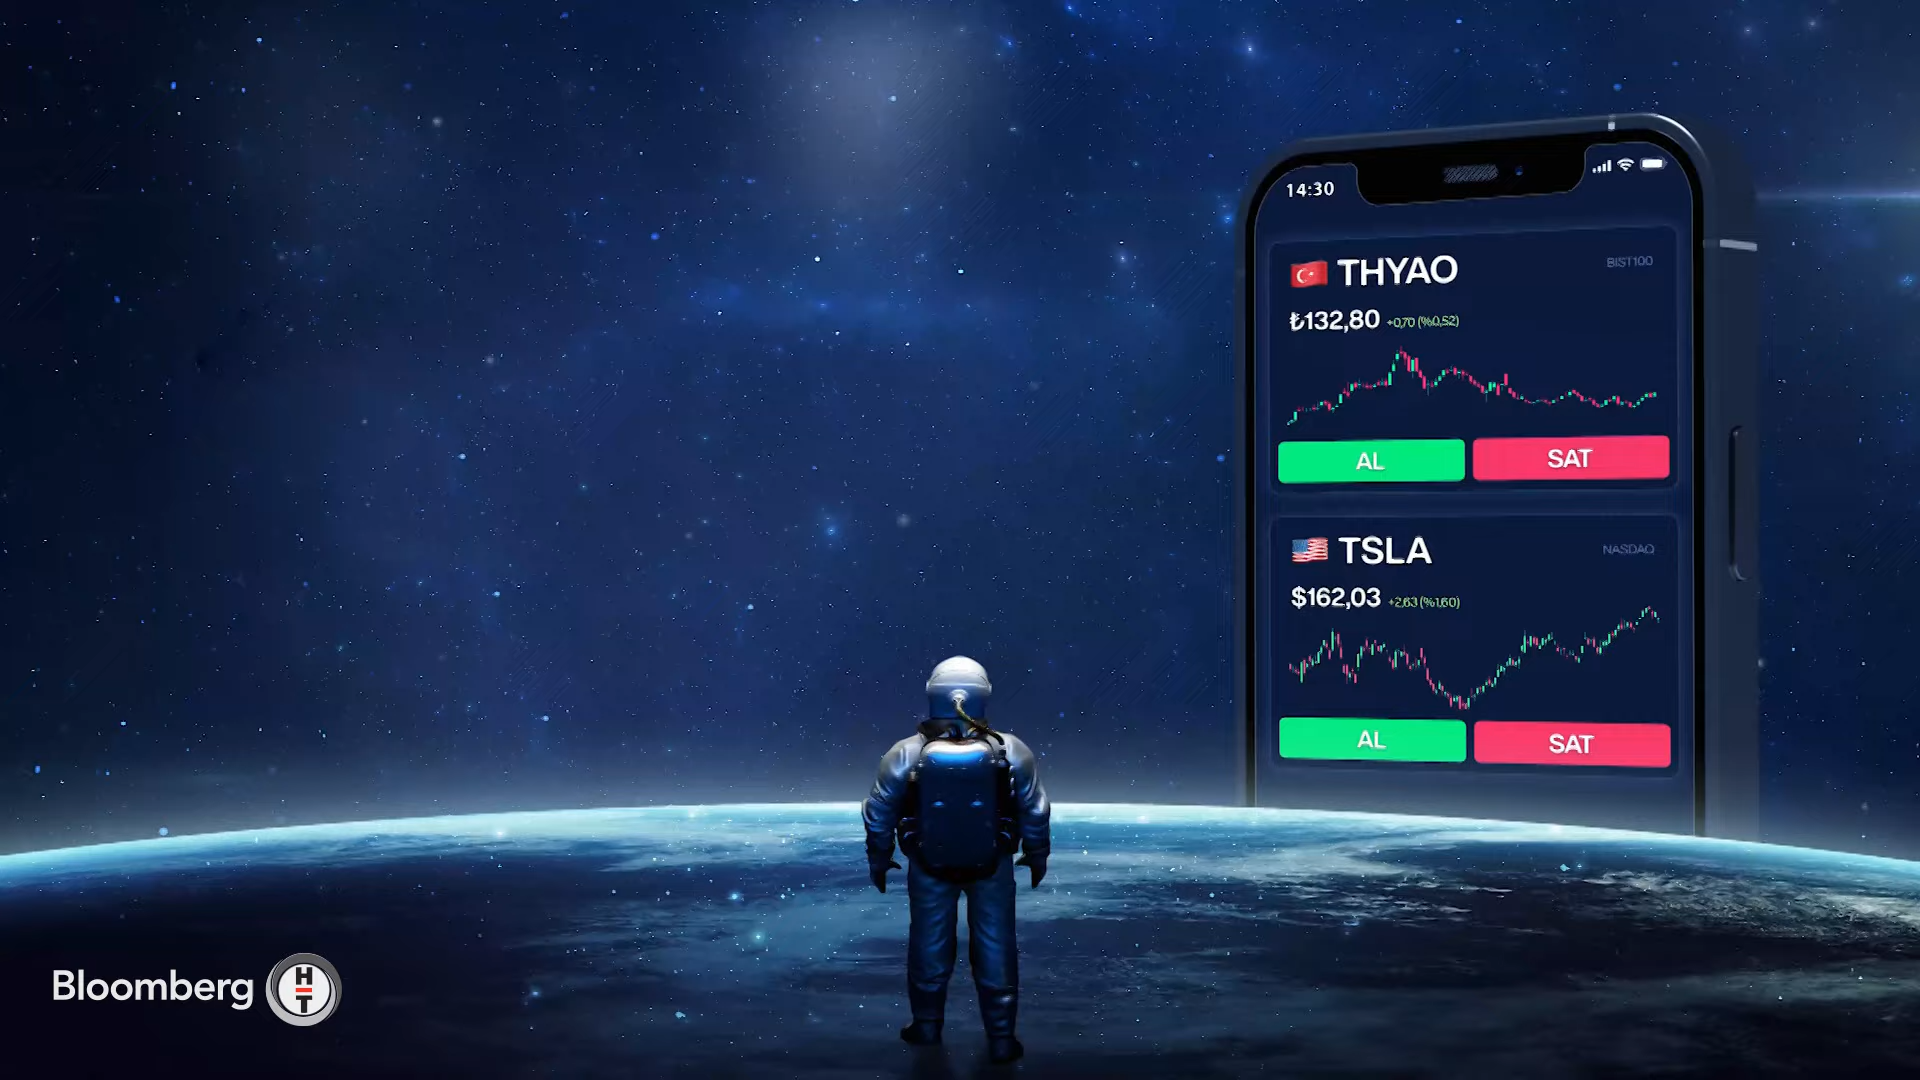 14:30
THYAO
BIST100
₺132,80 +0,70 (%0,52)
AL
SAT
TSLA
NASDAQ
$162,03 +2,63 (%1,60)
AL
SAT
Bloomberg HT